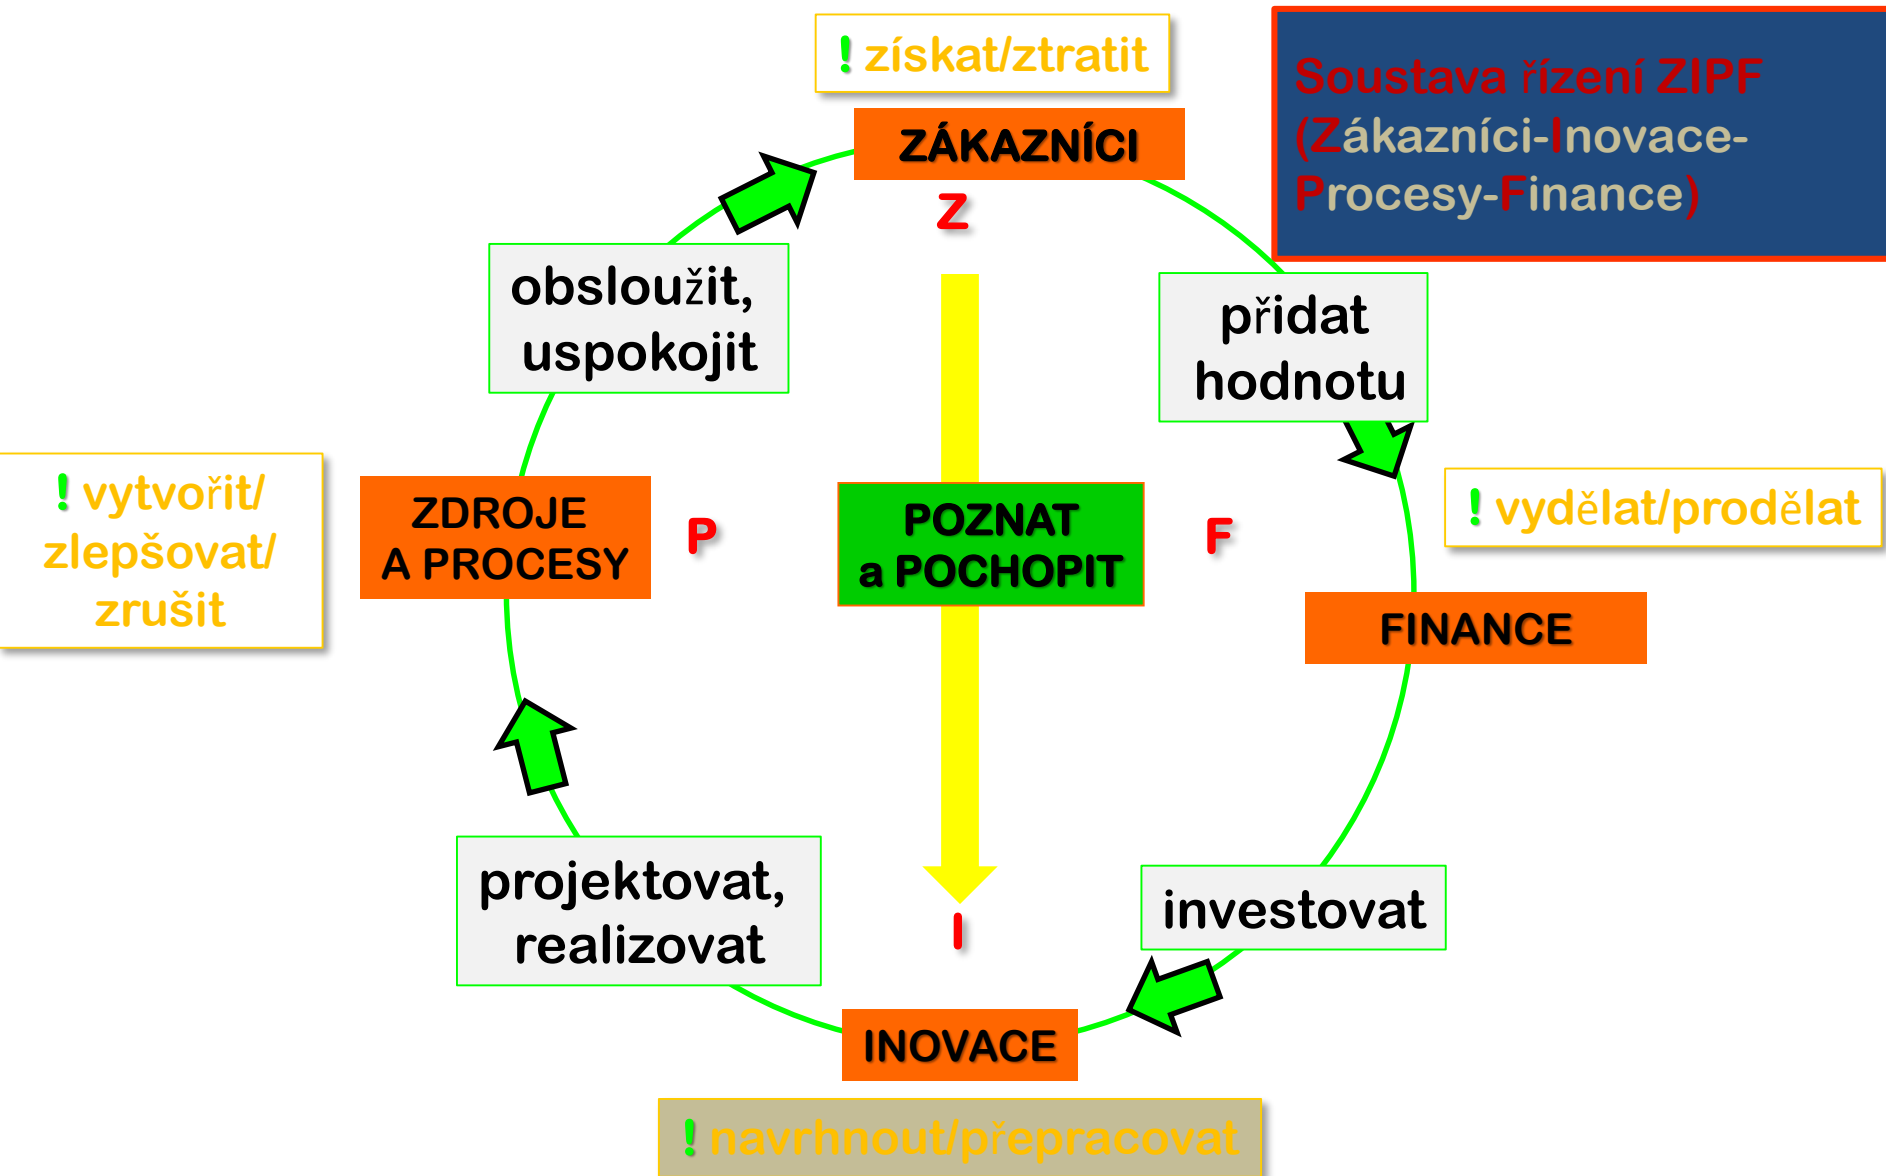 ! získat/ztratit
Soustava řízení ZIPF
(Zákazníci-Inovace-
Procesy-Finance)
ZÁKAZNÍCI
Z
obsloužit,
uspokojit
přidat
hodnotu
! vytvořit/
zlepšovat/
zrušit
ZDROJE
A PROCESY
P
POZNAT
a POCHOPIT
F
! vydělat/prodělat
FINANCE
projektovat,
realizovat
I
investovat
INOVACE
! navrhnout/přepracovat